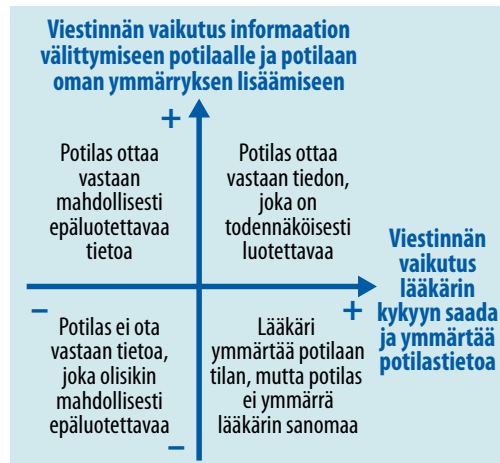 Viestinnän vaikutus informaation
välittymiseen potilaalle ja potilaan
oman ymmärryksen lisäämiseen
+
Potilas ottaa
vastaan
mahdollisesti
epäluotettavaa
tietoa
Potilas ottaa
vastaan tiedon,
joka on
todennäköisesti
luotettavaa
Viestinnän
vaikutus
lääkärin
kykyyn saada
ja ymmärtää
potilastietoa
–
+
Potilas ei ota
vastaan tietoa,
joka olisikin
mahdollisesti
epäluotettavaa
Lääkäri
ymmärtää potilaan
tilan, mutta potilas
ei ymmärrä
lääkärin sanomaa
–